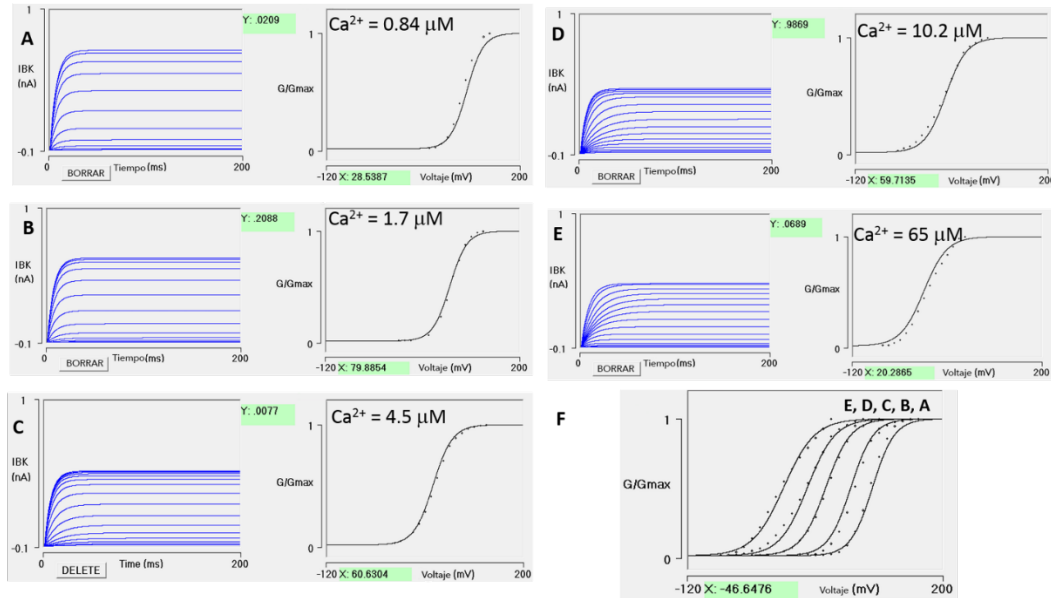 A
1
IBK
(nA)
-0.1
0
Tiempo(ms)
200
BORRAR
Y: .0209
Ca²⁺ = 0.84 μM
1
G/Gmax
0
-120
X: 28.5387
Voltaje (mV)
200
B
1
IBK
(nA)
-0.1
0
Tiempo(ms)
200
BORRAR
Y: .2088
Ca²⁺ = 1.7 μM
1
G/Gmax
0
-120
X: 79.8854
Voltaje (mV)
200
C
1
IBK
(nA)
-0.1
0
Time (ms)
200
DELETE
Y: .0077
Ca²⁺ = 4.5 μM
1
G/Gmax
0
-120
X: 60.6304
Voltaje (mV)
200
D
1
IBK
(nA)
-0.1
0
Tiempo(ms)
200
BORRAR
Y: .9869
Ca²⁺ = 10.2 μM
1
G/Gmax
0
-120
X: 59.7135
Voltaje (mV)
200
E
1
IBK
(nA)
-0.1
0
Tiempo(ms)
200
BORRAR
Y: .0689
Ca²⁺ = 65 μM
1
G/Gmax
0
-120
X: 20.2865
Voltaje (mV)
200
F
E, D, C, B, A
1
G/Gmax
0
-120
X: -46.6476
Voltaje (mV)
200